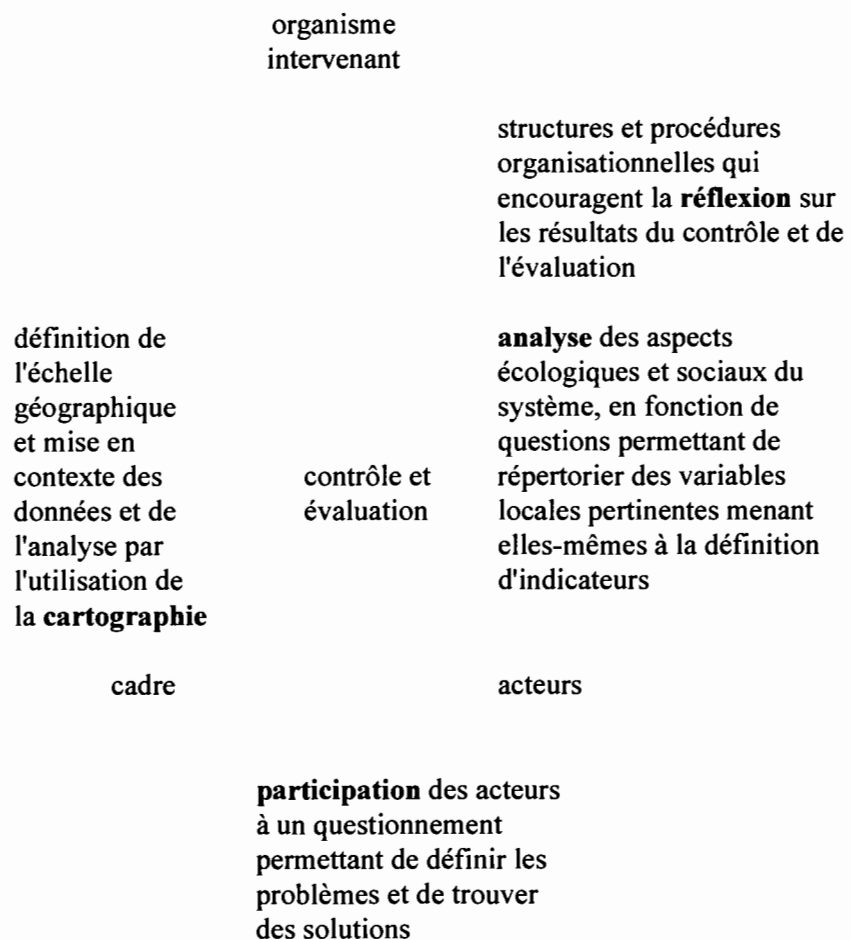 organisme
intervenant
structures et procédures
organisationnelles qui
encouragent la réflexion sur
les résultats du contrôle et de
l'évaluation
définition de
l'échelle
géographique
et mise en
contexte des
données et de
l'analyse par
l'utilisation de
la cartographie
contrôle et
évaluation
analyse des aspects
écologiques et sociaux du
système, en fonction de
questions permettant de
répertorier des variables
locales pertinentes menant
elles-mêmes à la définition
d'indicateurs
cadre
acteurs
participation des acteurs
à un questionnement
permettant de définir les
problèmes et de trouver
des solutions